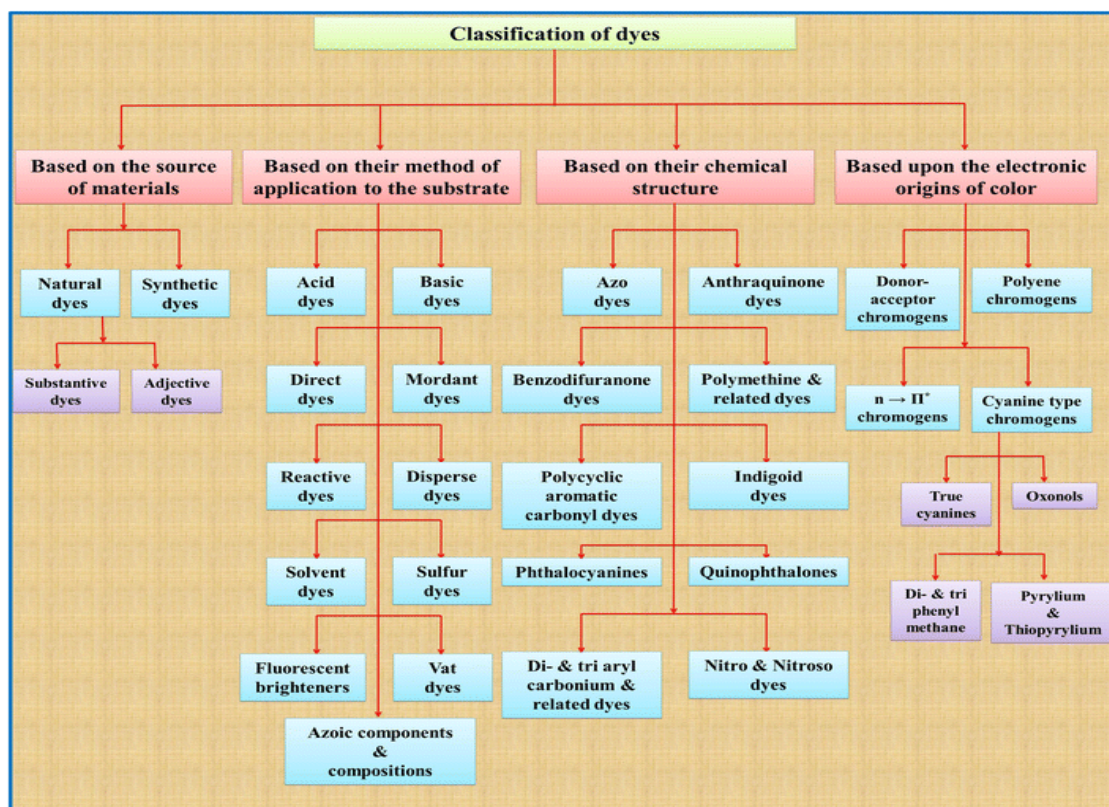 Classification of dyes
Based on the source
of materials
Based on their method of
application to the substrate
Based on their chemical
structure
Based upon the electronic
origins of color
Natural
dyes
Synthetic
dyes
Substantive
dyes
Adjective
dyes
Acid
dyes
Basic
dyes
Direct
dyes
Mordant
dyes
Reactive
dyes
Disperse
dyes
Solvent
dyes
Sulfur
dyes
Fluorescent
brighteners
Vat
dyes
Azoic components
&
compositions
Azo
dyes
Anthraquinone
dyes
Benzodifuranone
dyes
Polymethine &
related dyes
Polycyclic
aromatic
carbonyl dyes
Indigoid
dyes
Phthalocyanines
Quinophthalones
Di- & tri aryl
carbonium &
related dyes
Nitro & Nitroso
dyes
Donor-
acceptor
chromogens
Polyene
chromogens
n → Π*
chromogens
Cyanine type
chromogens
True
cyanines
Oxonols
Di- & tri
phenyl
methane
Pyrylium
&
Thiopyrylium